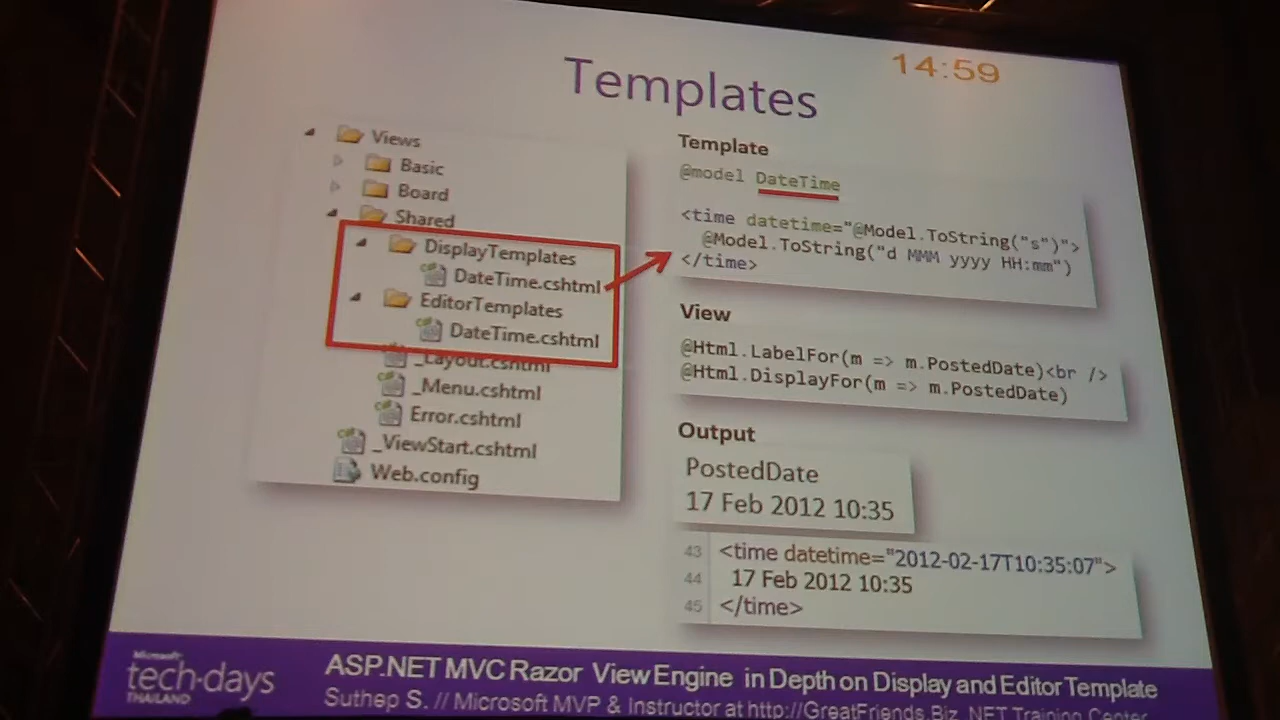 14:59
Templates
Views
Basic
Board
Shared
DisplayTemplates
DateTime.cshtml
EditorTemplates
DateTime.cshtml
_Layout.cshtml
_Menu.cshtml
Error.cshtml
_ViewStart.cshtml
Web.config
Template
@model DateTime
<time datetime="@Model.ToString("s")">
@Model.ToString("d MMM yyyy HH:mm")
</time>
View
@Html.LabelFor(m => m.PostedDate)<br />
@Html.DisplayFor(m => m.PostedDate)
Output
PostedDate
17 Feb 2012 10:35
43 <time datetime="2012-02-17T10:35:07">
44 17 Feb 2012 10:35
45 </time>
Microsoft
tech·days
THAILAND
ASP.NET MVC Razor View Engine in Depth on Display and Editor Template
Suthep S. // Microsoft MVP & Instructor at http://GreatFriends.Biz .NET Training Center